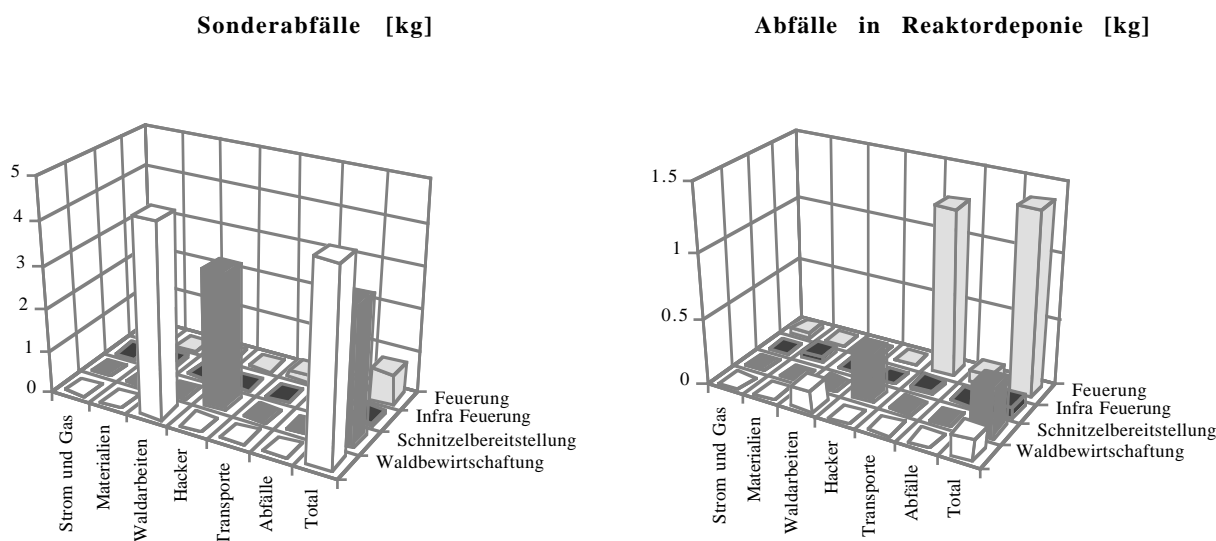 Sonderabfälle [kg]
5
4
3
2
1
0
Strom und Gas
Materialien
Waldarbeiten
Hacker
Transporte
Abfälle
Total
Feuerung
Infra Feuerung
Schnitzelbereitstellung
Waldbewirtschaftung
Abfälle in Reaktordeponie [kg]
1.5
1
0.5
0
Strom und Gas
Materialien
Waldarbeiten
Hacker
Transporte
Abfälle
Total
Feuerung
Infra Feuerung
Schnitzelbereitstellung
Waldbewirtschaftung